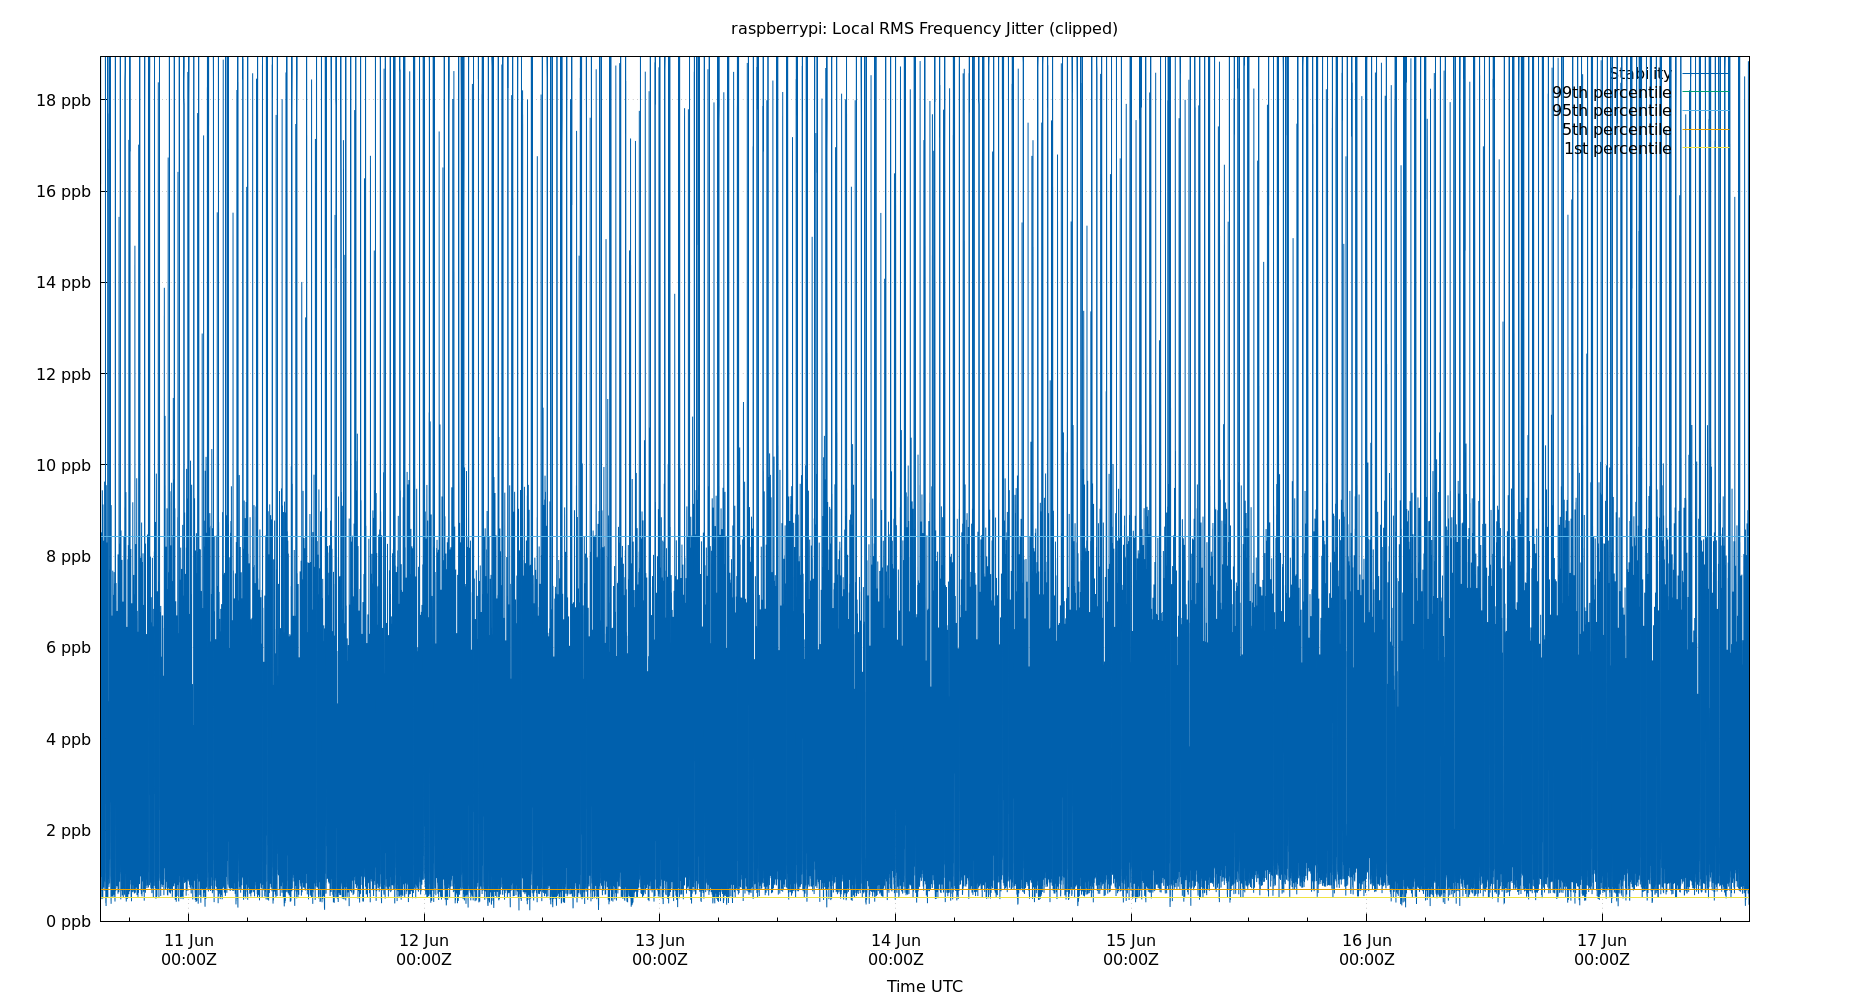 raspberrypi: Local RMS Frequency Jitter (clipped)
Stability
99th percentile
95th percentile
5th percentile
1st percentile
18 ppb
16 ppb
14 ppb
12 ppb
10 ppb
8 ppb
6 ppb
4 ppb
2 ppb
0 ppb
11 Jun 12 Jun 13 Jun 14 Jun 15 Jun 16 Jun 17 Jun
00:00Z 00:00Z 00:00Z 00:00Z 00:00Z 00:00Z 00:00Z
Time UTC